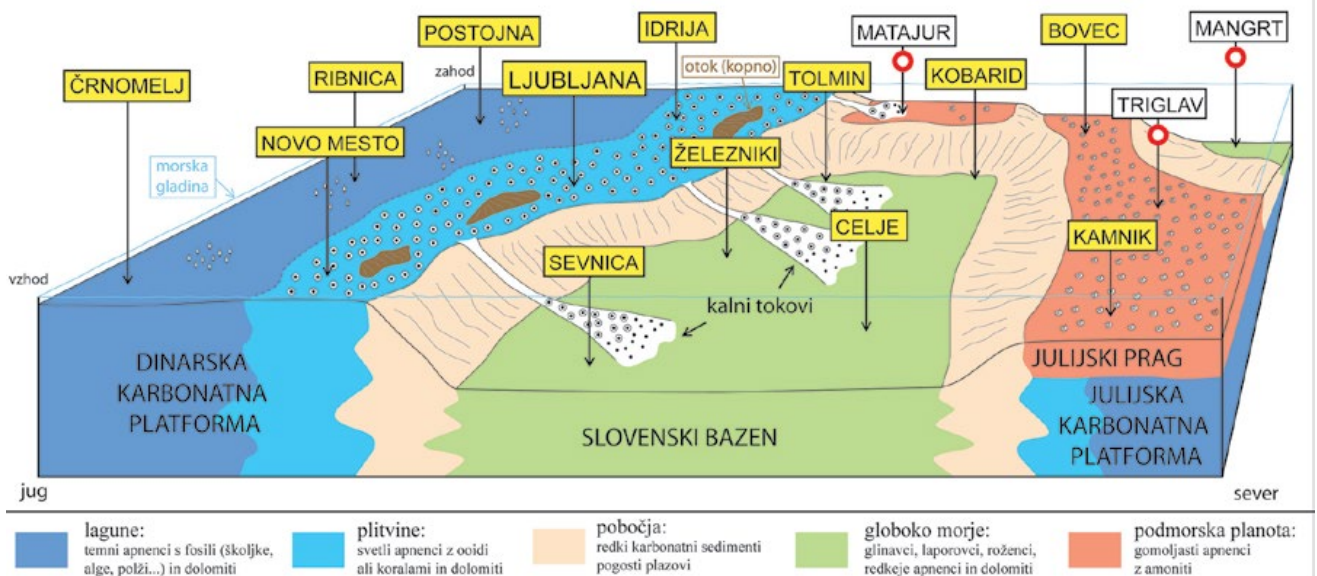 POSTOJNA
IDRIJA
MATAJUR
BOVEC
MANGRT
ČRNOMELJ
RIBNICA
zahod
LJUBLJANA
otok (kopno)
TOLMIN
KOBARID
TRIGLAV
NOVO MESTO
ŽELEZNIKI
morska
gladina
CELJE
KAMNIK
SEVNICA
vzhod
kalni tokovi
DINARSKA
KARBONATNA
PLATFORMA
JULIJSKI PRAG
JULIJSKA
KARBONATNA
PLATFORMA
SLOVENSKI BAZEN
jug
sever
lagune:
temni apnenci s fosili (školjke,
alge, polži...) in dolomiti
plitvine:
svetli apnenci z ooidi
ali koralami in dolomiti
pobočja:
redki karbonatni sedimenti
pogosti plazovi
globoko morje:
glinavci, laporovci, roženci,
redkeje apnenci in dolomiti
podmorska planota:
gomoljasti apnenci
z amoniti